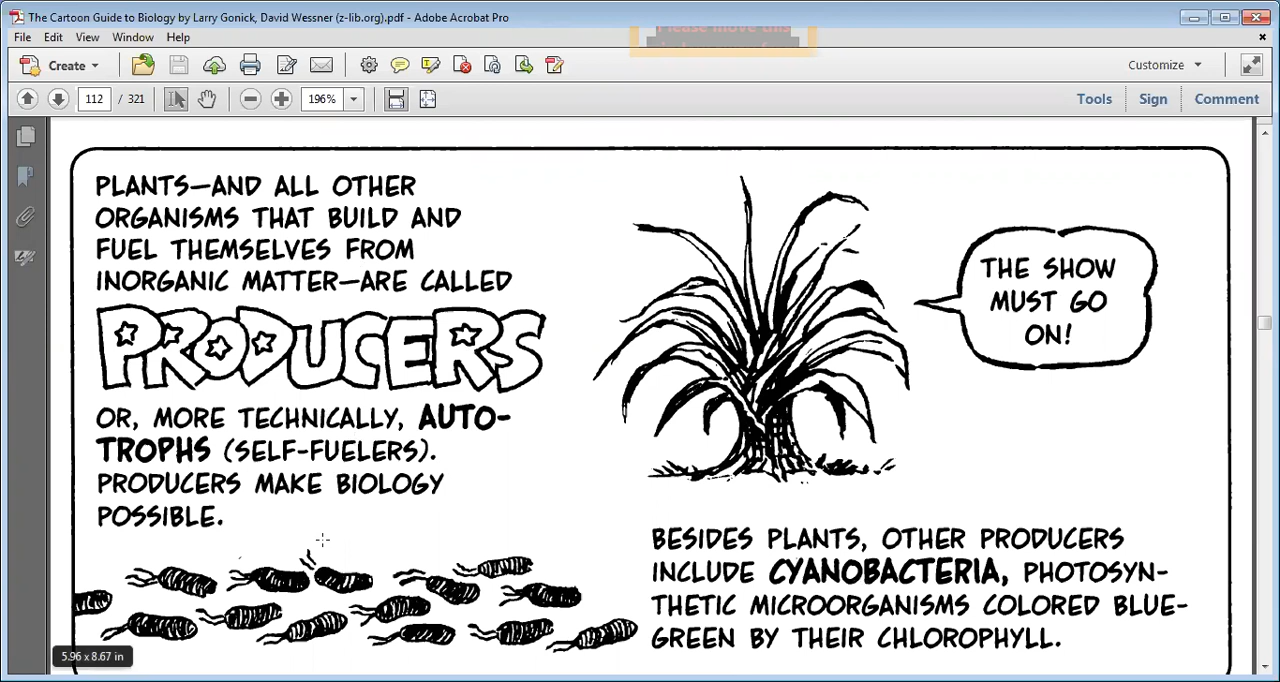 The Cartoon Guide to Biology by Larry Gonick, David Wessner (z-lib.org).pdf - Adobe Acrobat Pro
File Edit View Window Help
Please move this
Create
Customize
112 / 321
196%
Tools Sign Comment
PLANTS—AND ALL OTHER
ORGANISMS THAT BUILD AND
FUEL THEMSELVES FROM
INORGANIC MATTER—ARE CALLED
PRODUCERS
OR, MORE TECHNICALLY, AUTO-
TROPHS (SELF-FUELERS).
PRODUCERS MAKE BIOLOGY
POSSIBLE.
THE SHOW
MUST GO
ON!
BESIDES PLANTS, OTHER PRODUCERS
INCLUDE CYANOBACTERIA, PHOTOSYN-
THETIC MICROORGANISMS COLORED BLUE-
GREEN BY THEIR CHLOROPHYLL.
5.96 x 8.67 in